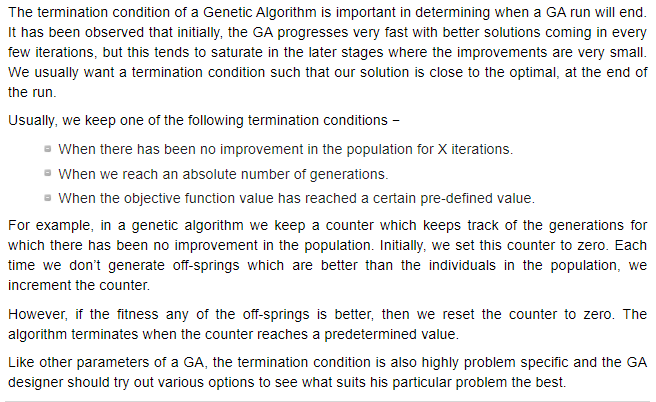 The termination condition of a Genetic Algorithm is important in determining when a GA run will end.
It has been observed that initially, the GA progresses very fast with better solutions coming in every
few iterations, but this tends to saturate in the later stages where the improvements are very small.
We usually want a termination condition such that our solution is close to the optimal, at the end of
the run.
Usually, we keep one of the following termination conditions −
When there has been no improvement in the population for X iterations.
When we reach an absolute number of generations.
When the objective function value has reached a certain pre-defined value.
For example, in a genetic algorithm we keep a counter which keeps track of the generations for
which there has been no improvement in the population. Initially, we set this counter to zero. Each
time we don't generate off-springs which are better than the individuals in the population, we
increment the counter.
However, if the fitness any of the off-springs is better, then we reset the counter to zero. The
algorithm terminates when the counter reaches a predetermined value.
Like other parameters of a GA, the termination condition is also highly problem specific and the GA
designer should try out various options to see what suits his particular problem the best.